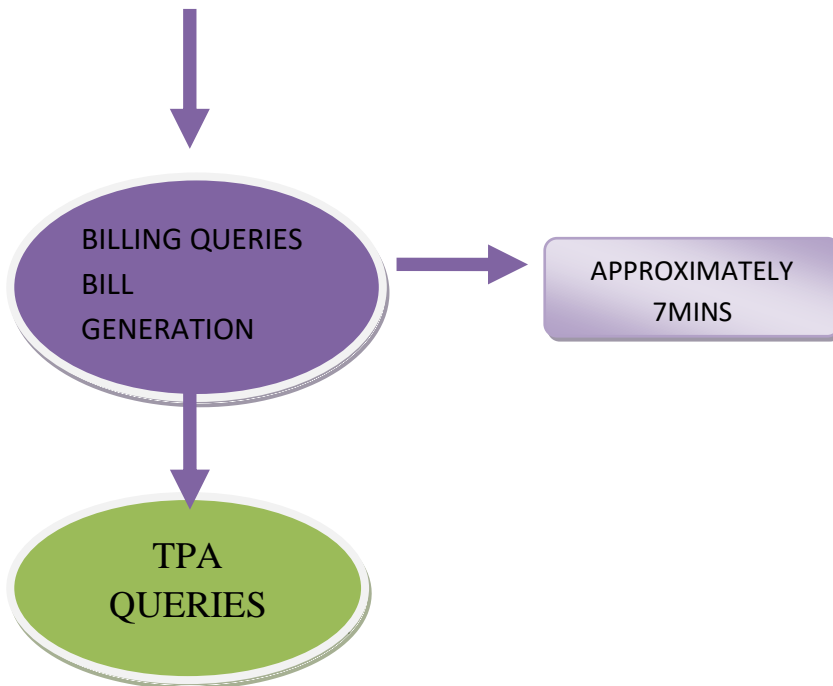 BILLING QUERIES
BILL
GENERATION
APPROXIMATELY
7MINS
TPA
QUERIES